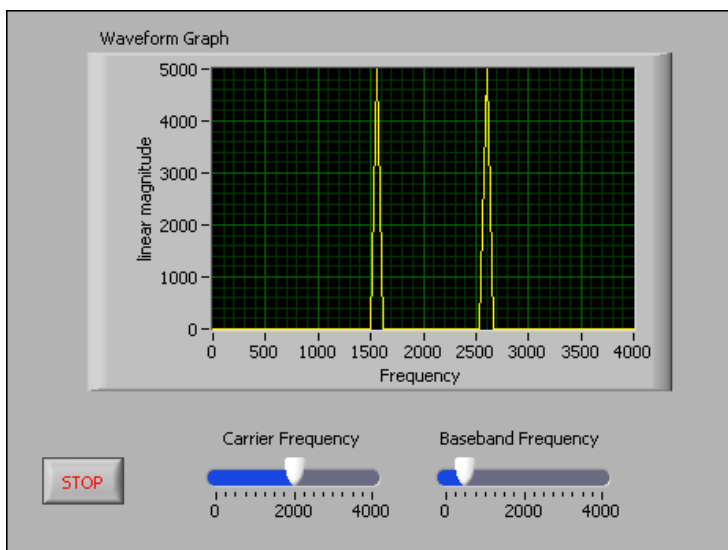 Waveform Graph
5000
4000
3000
2000
1000
0
linear magnitude
0 500 1000 1500 2000 2500 3000 3500 4000
Frequency
Carrier Frequency
0 2000 4000
Baseband Frequency
0 2000 4000
STOP